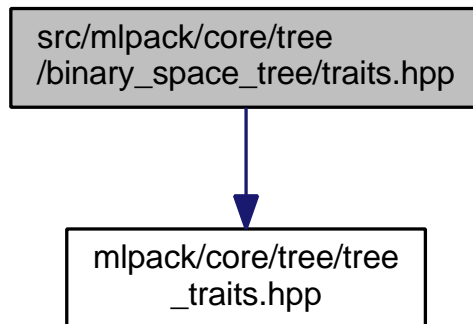 src/mlpack/core/tree
/binary_space_tree/traits.hpp
mlpack/core/tree/tree
_traits.hpp